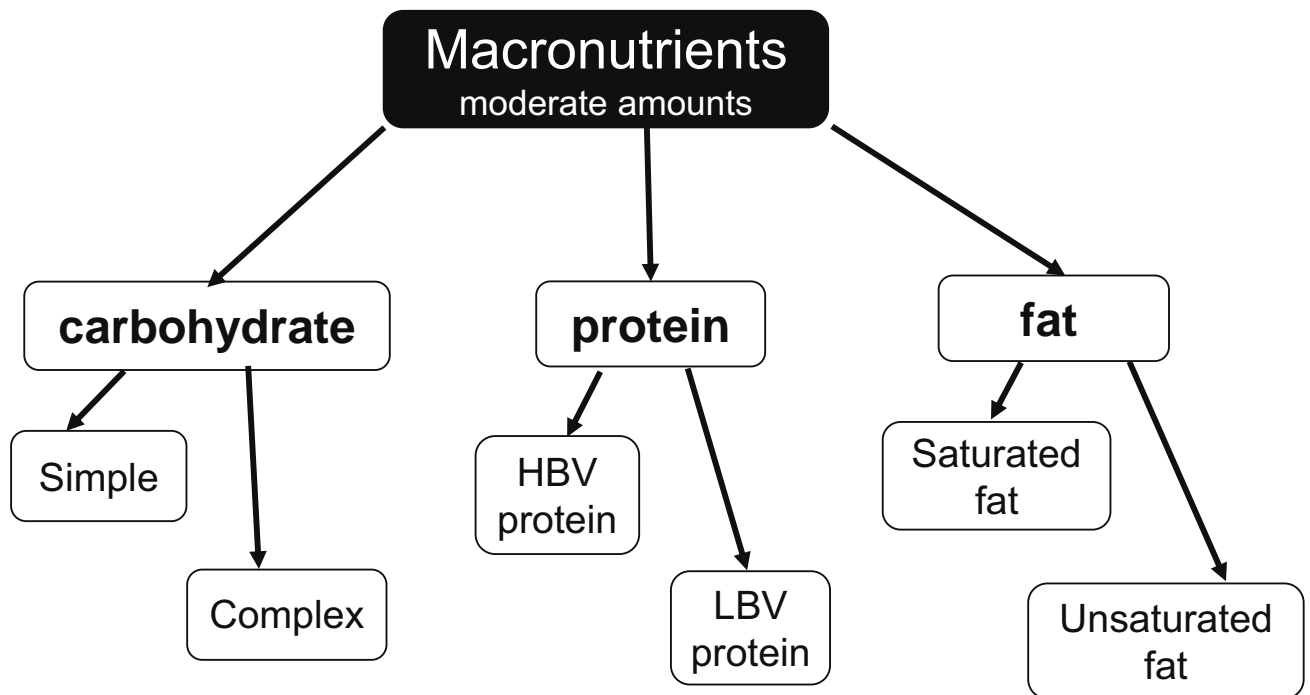 Macronutrients
moderate amounts
carbohydrate
protein
fat
Simple
Complex
HBV
protein
LBV
protein
Saturated
fat
Unsaturated
fat